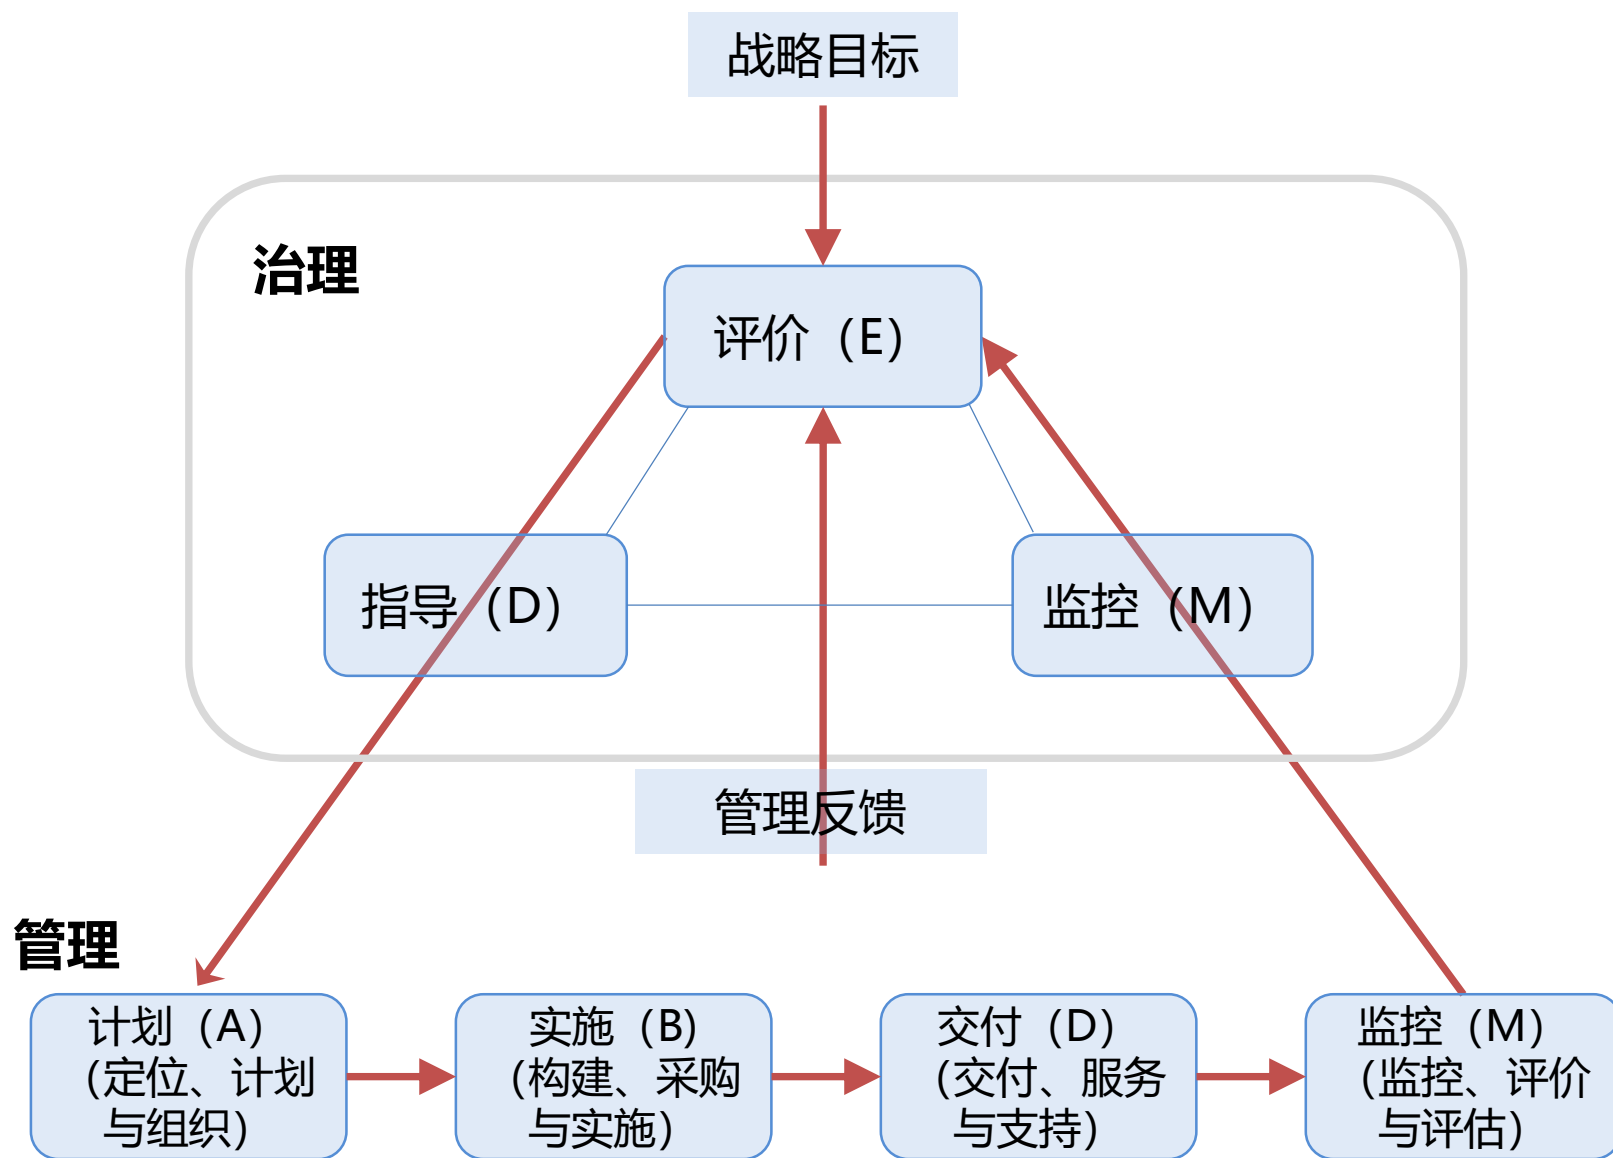 战略目标
治理
评价（E）
指导（D）
监控（M）
管理反馈
管理
计划（A）
（定位、计划
与组织）
实施（B）
（构建、采购
与实施）
交付（D）
（交付、服务
与支持）
监控（M）
（监控、评价
与评估）